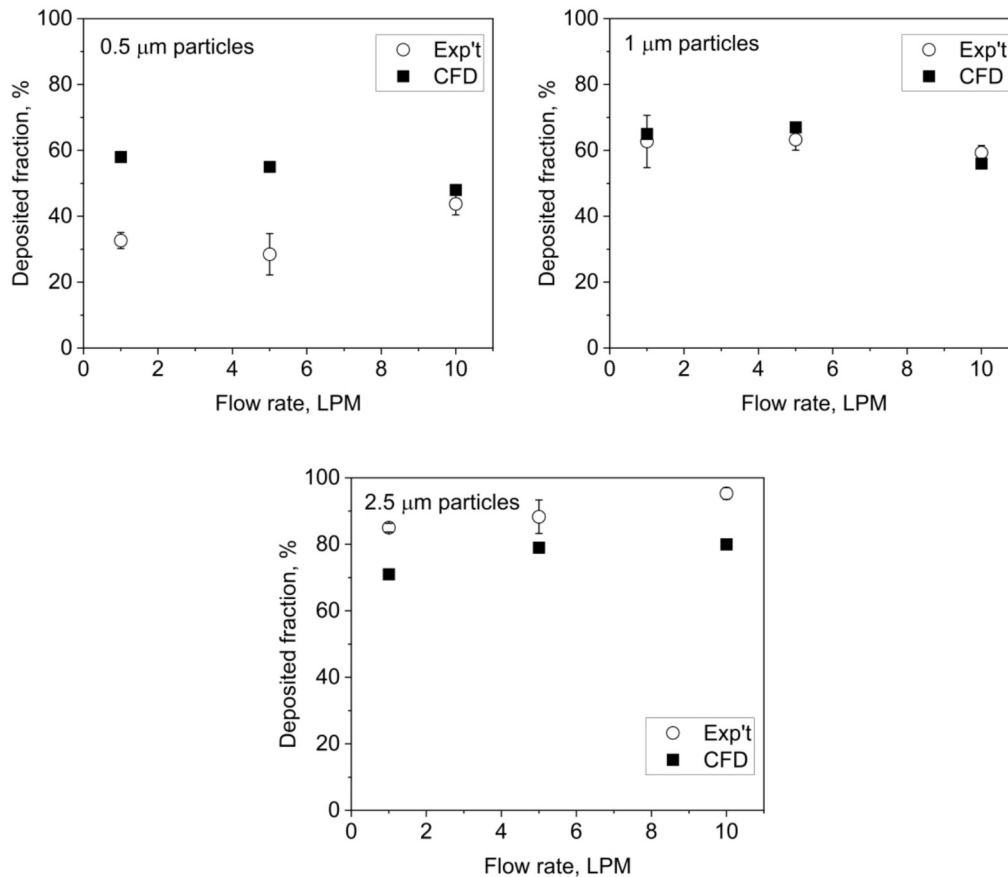 0.5 μm particles
Exp't
CFD
Deposited fraction, %
100
80
60
40
20
0
0 2 4 6 8 10
Flow rate, LPM
1 μm particles
Exp't
CFD
Deposited fraction, %
100
80
60
40
20
0
0 2 4 6 8 10
Flow rate, LPM
2.5 μm particles
Exp't
CFD
Deposited fraction, %
100
80
60
40
20
0
0 2 4 6 8 10
Flow rate, LPM